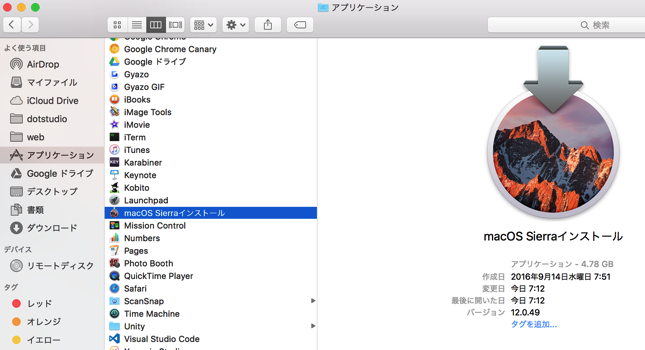 アプリケーション
検索
よく使う項目
AirDrop
マイファイル
iCloud Drive
dotstudio
web
アプリケーション
Google ドライブ
デスクトップ
書類
ダウンロード
デバイス
リモートディスク
タグ
レッド
オレンジ
イエロー
Google Chrome
Google Chrome Canary
Google ドライブ
Gyazo
Gyazo GIF
iBooks
iMage Tools
iMovie
iTerm
iTunes
Karabiner
Keynote
Kobito
Launchpad
macOS Sierraインストール
Mission Control
Numbers
Pages
Photo Booth
QuickTime Player
Safari
ScanSnap
Time Machine
Unity
Visual Studio Code
macOS Sierraインストール
アプリケーション - 4.78 GB
作成日 2016年9月14日水曜日 7:51
変更日 今日 7:12
最後に開いた日 今日 7:12
バージョン 12.0.49
タグを追加...